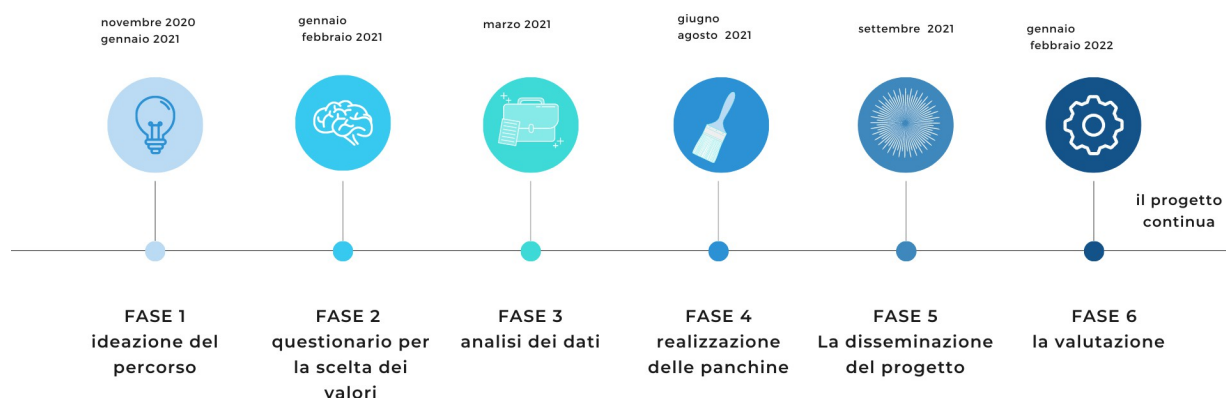 novembre 2020
gennaio 2021
gennaio
febbraio 2021
marzo 2021
giugno
agosto 2021
settembre 2021
gennaio
febbraio 2022
il progetto
continua
FASE 1
ideazione del
percorso
FASE 2
questionario per
la scelta dei
valori
FASE 3
analisi dei dati
FASE 4
realizzazione
delle panchine
FASE 5
La disseminazione
del progetto
FASE 6
la valutazione